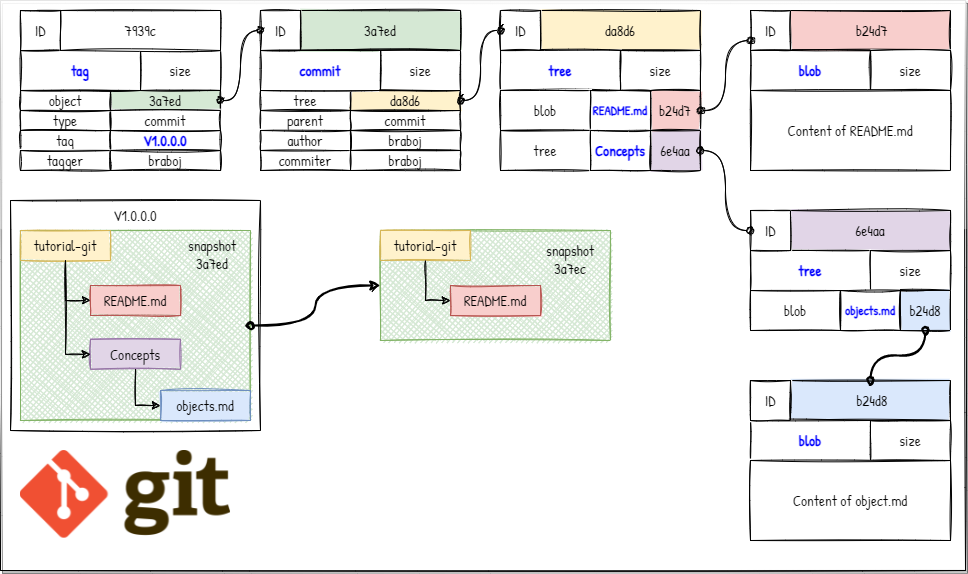 ID 7939c
tag size
object 3a7ed
type commit
tag V1.0.0.0
tagger braboj
ID 3a7ed
commit size
tree da8d6
parent commit
author braboj
commiter braboj
ID da8d6
tree size
blob README.md b24d7
tree Concepts 6e4aa
ID b24d7
blob size
Content of README.md
V1.0.0.0
tutorial-git
snapshot
3a7ed
README.md
Concepts
objects.md
tutorial-git
snapshot
3a7ec
README.md
ID 6e4aa
tree size
blob objects.md b24d8
ID b24d8
blob size
Content of object.md
git